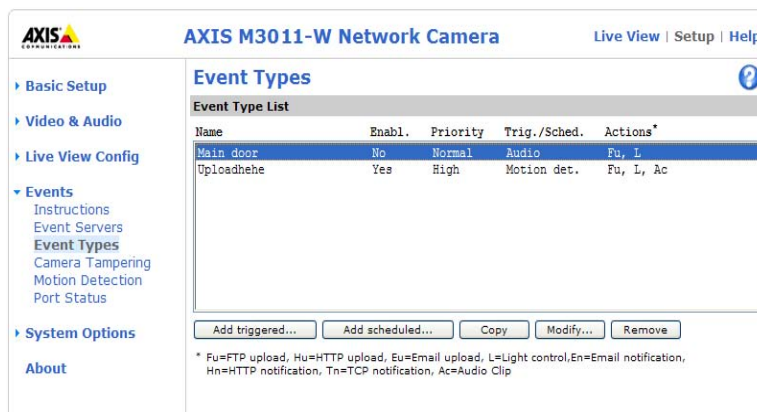 AXIS
COMMUNICATIONS
AXIS M3011-W Network Camera
Live View | Setup | Help
Basic Setup
Video & Audio
Live View Config
Events
Instructions
Event Servers
Event Types
Camera Tampering
Motion Detection
Port Status
System Options
About
Event Types
?
Event Type List
Name Enabl. Priority Trig./Sched. Actions*
Main door No Normal Audio Fu, L
Uploadhehe Yes High Motion det. Fu, L, Ac
Add triggered... Add scheduled... Copy Modify... Remove
* Fu=FTP upload, Hu=HTTP upload, Eu=Email upload, L=Light control,En=Email notification,
Hn=HTTP notification, Tn=TCP notification, Ac=Audio Clip